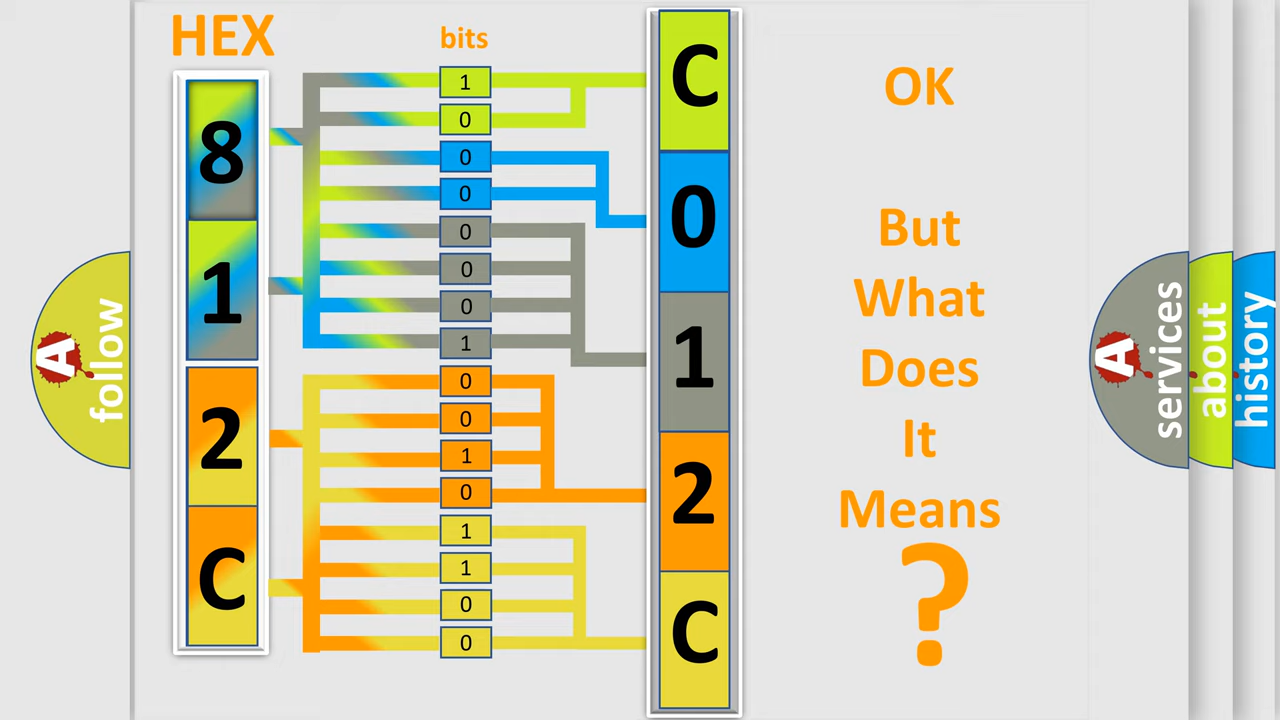 HEX
bits
8
1
2
C
1
0
0
0
0
0
0
1
0
0
1
0
1
1
0
0
C
0
1
2
C
OK
But
What
Does
It
Means
?
A
follow
A
services
about
history